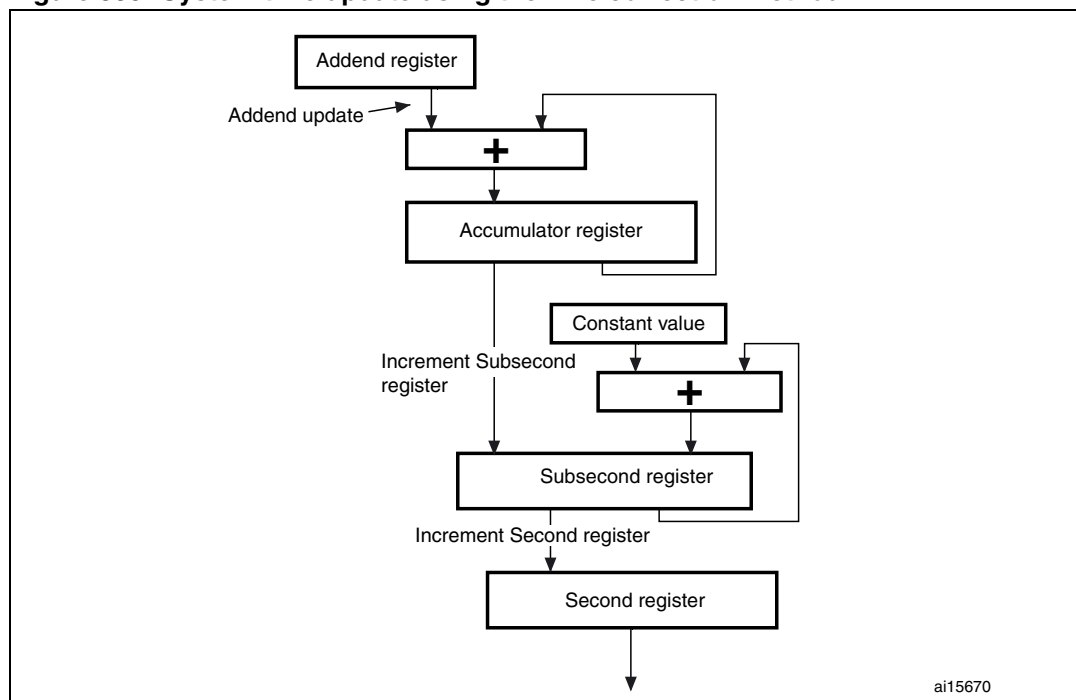 Addend register
Addend update
+
Accumulator register
Constant value
Increment Subsecond
register
+
Subsecond register
Increment Second register
Second register
ai15670